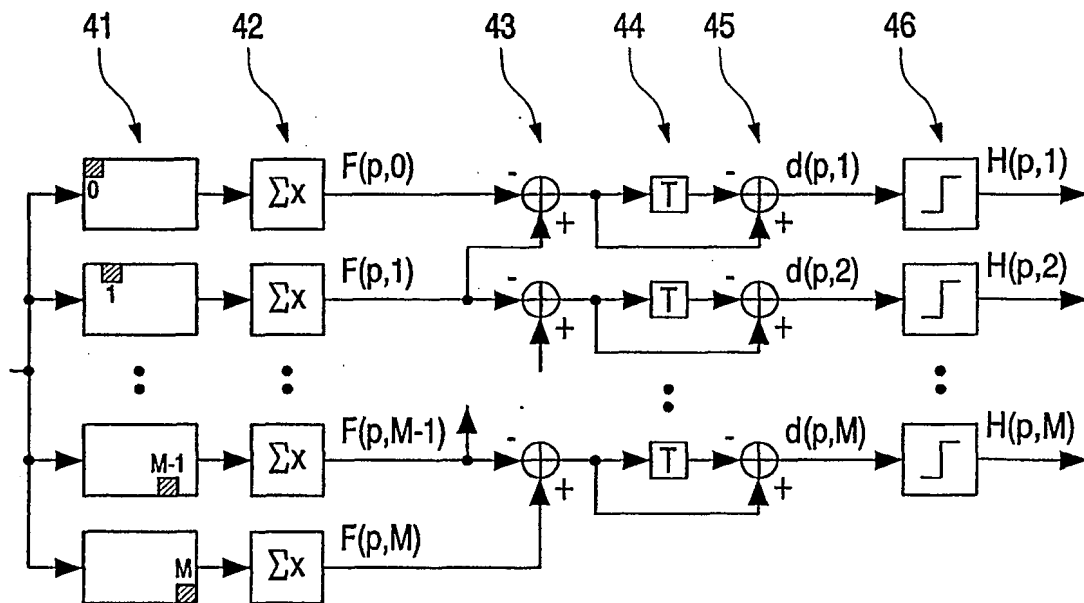 41 42 43 44 45 46
0 Σx F(p,0) - + T - + d(p,1) H(p,1)
1 Σx F(p,1) - + T - + d(p,2) H(p,2)
M-1 Σx F(p,M-1) - + T - + d(p,M) H(p,M)
M Σx F(p,M)